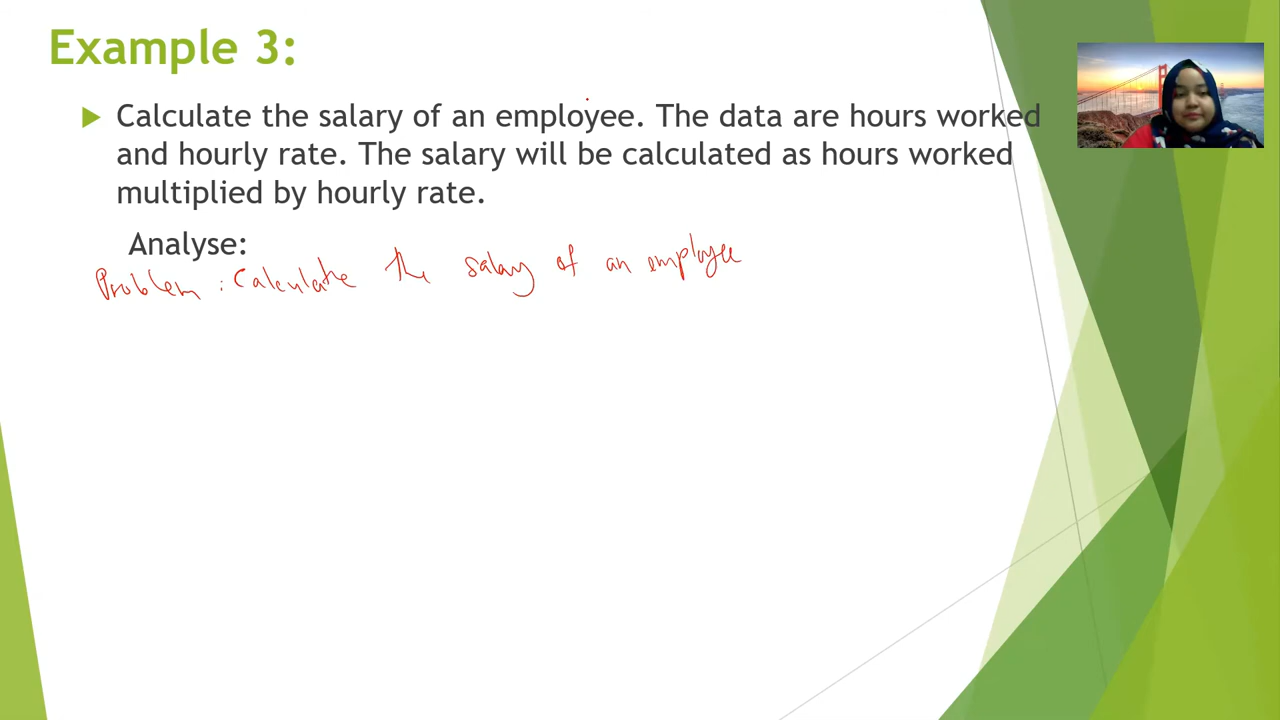 Example 3:
Calculate the salary of an employee. The data are hours worked
and hourly rate. The salary will be calculated as hours worked
multiplied by hourly rate.
Analyse:
Problem : Calculate the salary of an employee